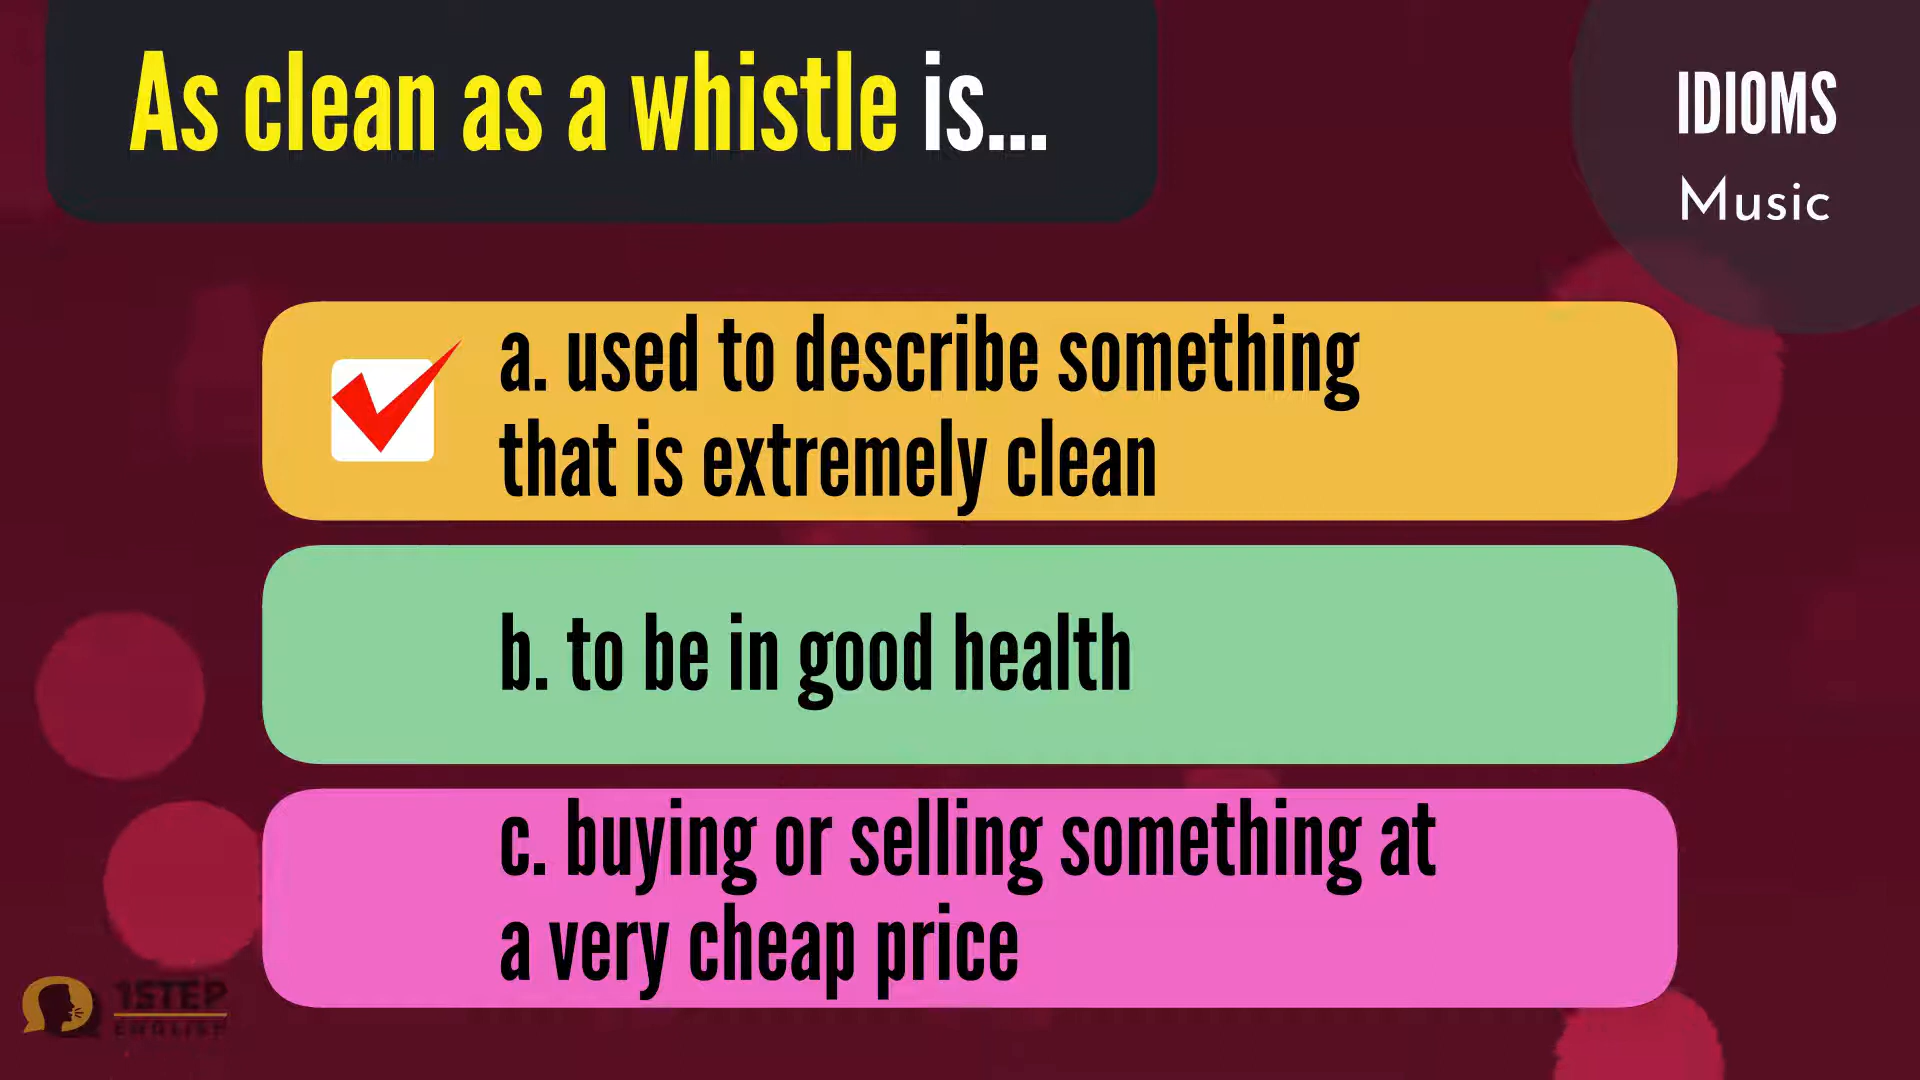 As clean as a whistle is...
IDIOMS
Music
a. used to describe something
that is extremely clean
b. to be in good health
c. buying or selling something at
a very cheap price
1STEP
ENGLISH